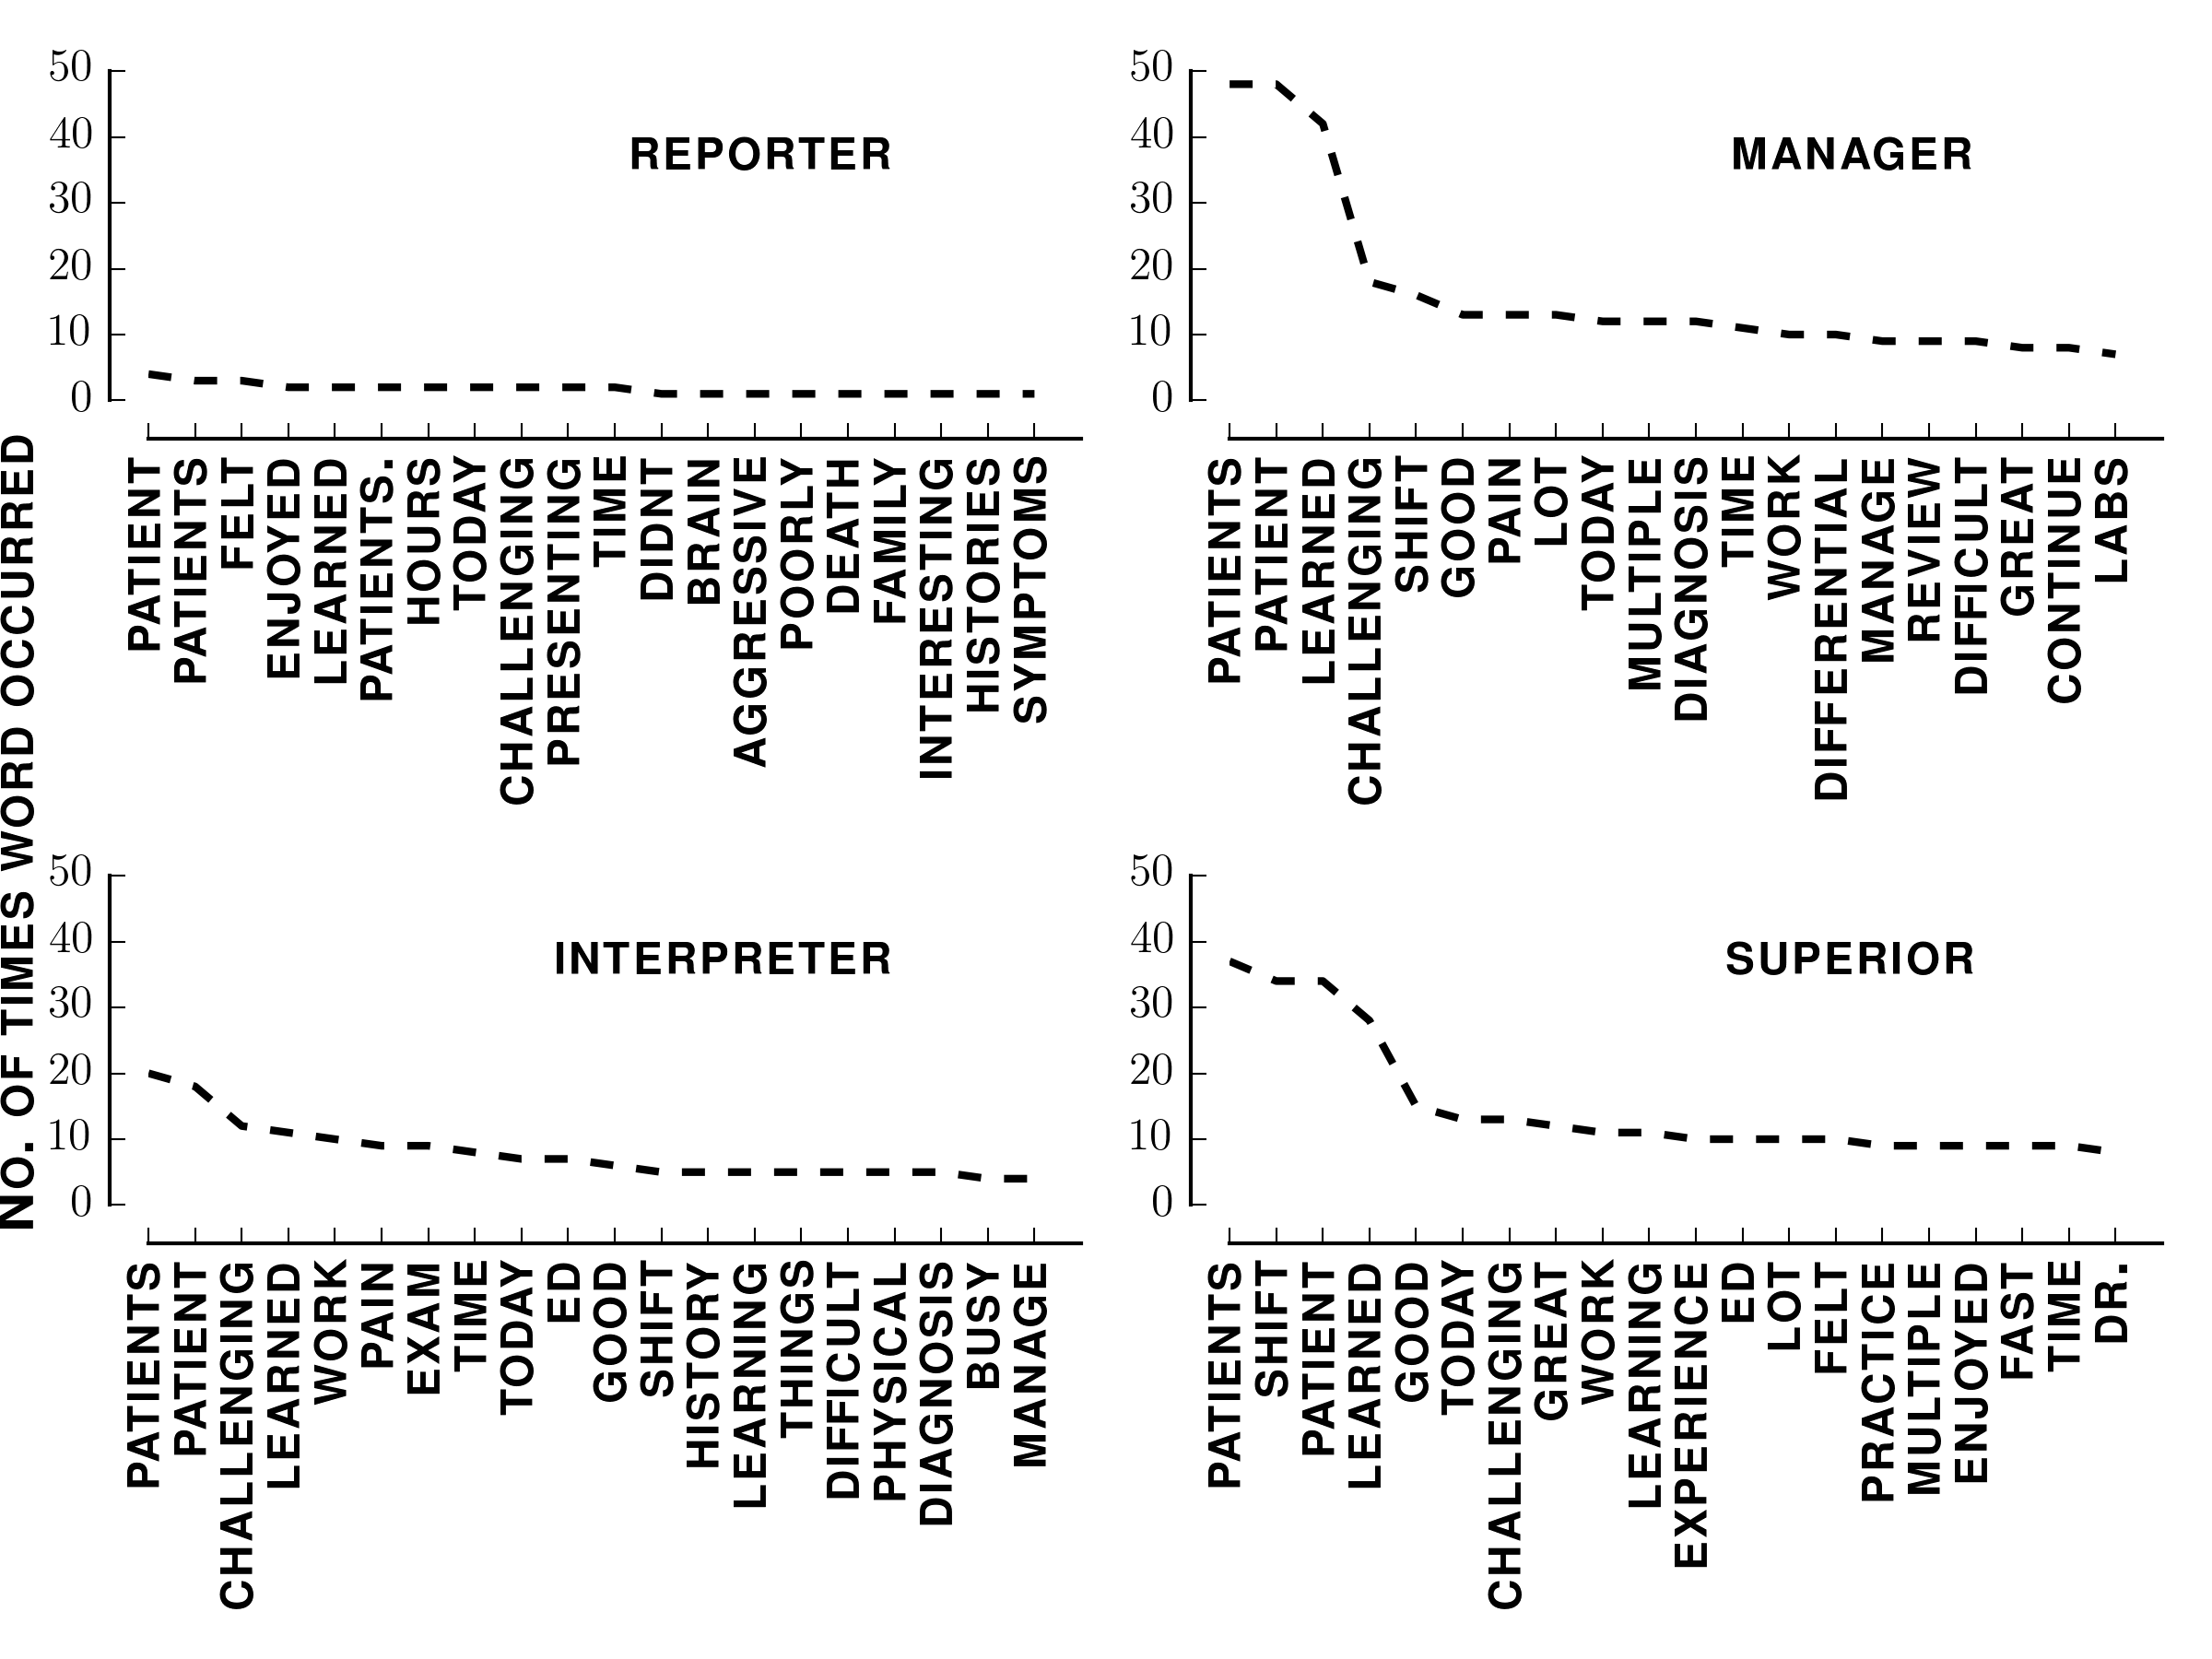 NO. OF TIMES WORD OCCURRED
50
40
30
20
10
0
REPORTER
PATIENT
PATIENTS
FELT
ENJOYED
LEARNED
PATIENTS.
HOURS
TODAY
CHALLENGING
PRESENTING
TIME
DIDNT
BRAIN
AGGRESSIVE
POORLY
DEATH
FAMILY
INTERESTING
HISTORIES
SYMPTOMS
50
40
30
20
10
0
MANAGER
PATIENTS
PATIENT
LEARNED
CHALLENGING
SHIFT
GOOD
PAIN
LOT
TODAY
MULTIPLE
DIAGNOSIS
TIME
WORK
DIFFERENTIAL
MANAGE
REVIEW
DIFFICULT
GREAT
CONTINUE
LABS
50
40
30
20
10
0
INTERPRETER
PATIENTS
PATIENT
CHALLENGING
LEARNED
WORK
PAIN
EXAM
TIME
TODAY
ED
GOOD
SHIFT
HISTORY
LEARNING
THINGS
DIFFICULT
PHYSICAL
DIAGNOSIS
BUSY
MANAGE
50
40
30
20
10
0
SUPERIOR
PATIENTS
SHIFT
PATIENT
LEARNED
GOOD
TODAY
CHALLENGING
GREAT
WORK
LEARNING
EXPERIENCE
ED
LOT
FELT
PRACTICE
MULTIPLE
ENJOYED
FAST
TIME
DR.